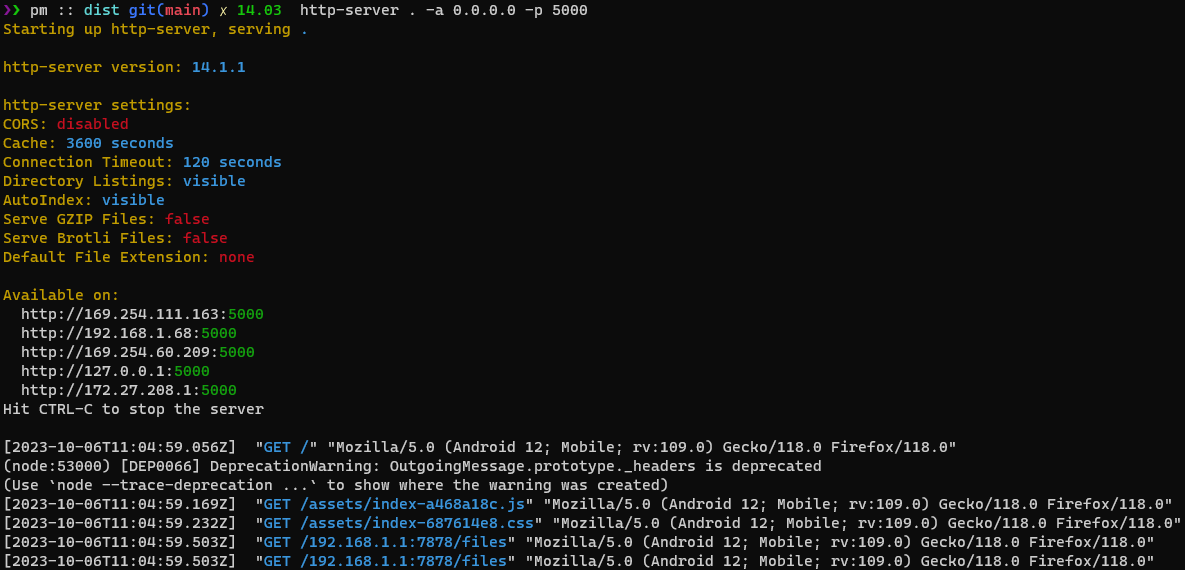 ❯❯ pm :: dist git(main) ✗ 14.03  http-server . -a 0.0.0.0 -p 5000
Starting up http-server, serving .
http-server version: 14.1.1
http-server settings:
CORS: disabled
Cache: 3600 seconds
Connection Timeout: 120 seconds
Directory Listings: visible
AutoIndex: visible
Serve GZIP Files: false
Serve Brotli Files: false
Default File Extension: none
Available on:
  http://169.254.111.163:5000
  http://192.168.1.68:5000
  http://169.254.60.209:5000
  http://127.0.0.1:5000
  http://172.27.208.1:5000
Hit CTRL-C to stop the server
[2023-10-06T11:04:59.056Z]  "GET /" "Mozilla/5.0 (Android 12; Mobile; rv:109.0) Gecko/118.0 Firefox/118.0"
(node:53000) [DEP0066] DeprecationWarning: OutgoingMessage.prototype._headers is deprecated
(Use `node --trace-deprecation ...` to show where the warning was created)
[2023-10-06T11:04:59.169Z]  "GET /assets/index-a468a18c.js" "Mozilla/5.0 (Android 12; Mobile; rv:109.0) Gecko/118.0 Firefox/118.0"
[2023-10-06T11:04:59.232Z]  "GET /assets/index-687614e8.css" "Mozilla/5.0 (Android 12; Mobile; rv:109.0) Gecko/118.0 Firefox/118.0"
[2023-10-06T11:04:59.503Z]  "GET /192.168.1.1:7878/files" "Mozilla/5.0 (Android 12; Mobile; rv:109.0) Gecko/118.0 Firefox/118.0"
[2023-10-06T11:04:59.503Z]  "GET /192.168.1.1:7878/files" "Mozilla/5.0 (Android 12; Mobile; rv:109.0) Gecko/118.0 Firefox/118.0"